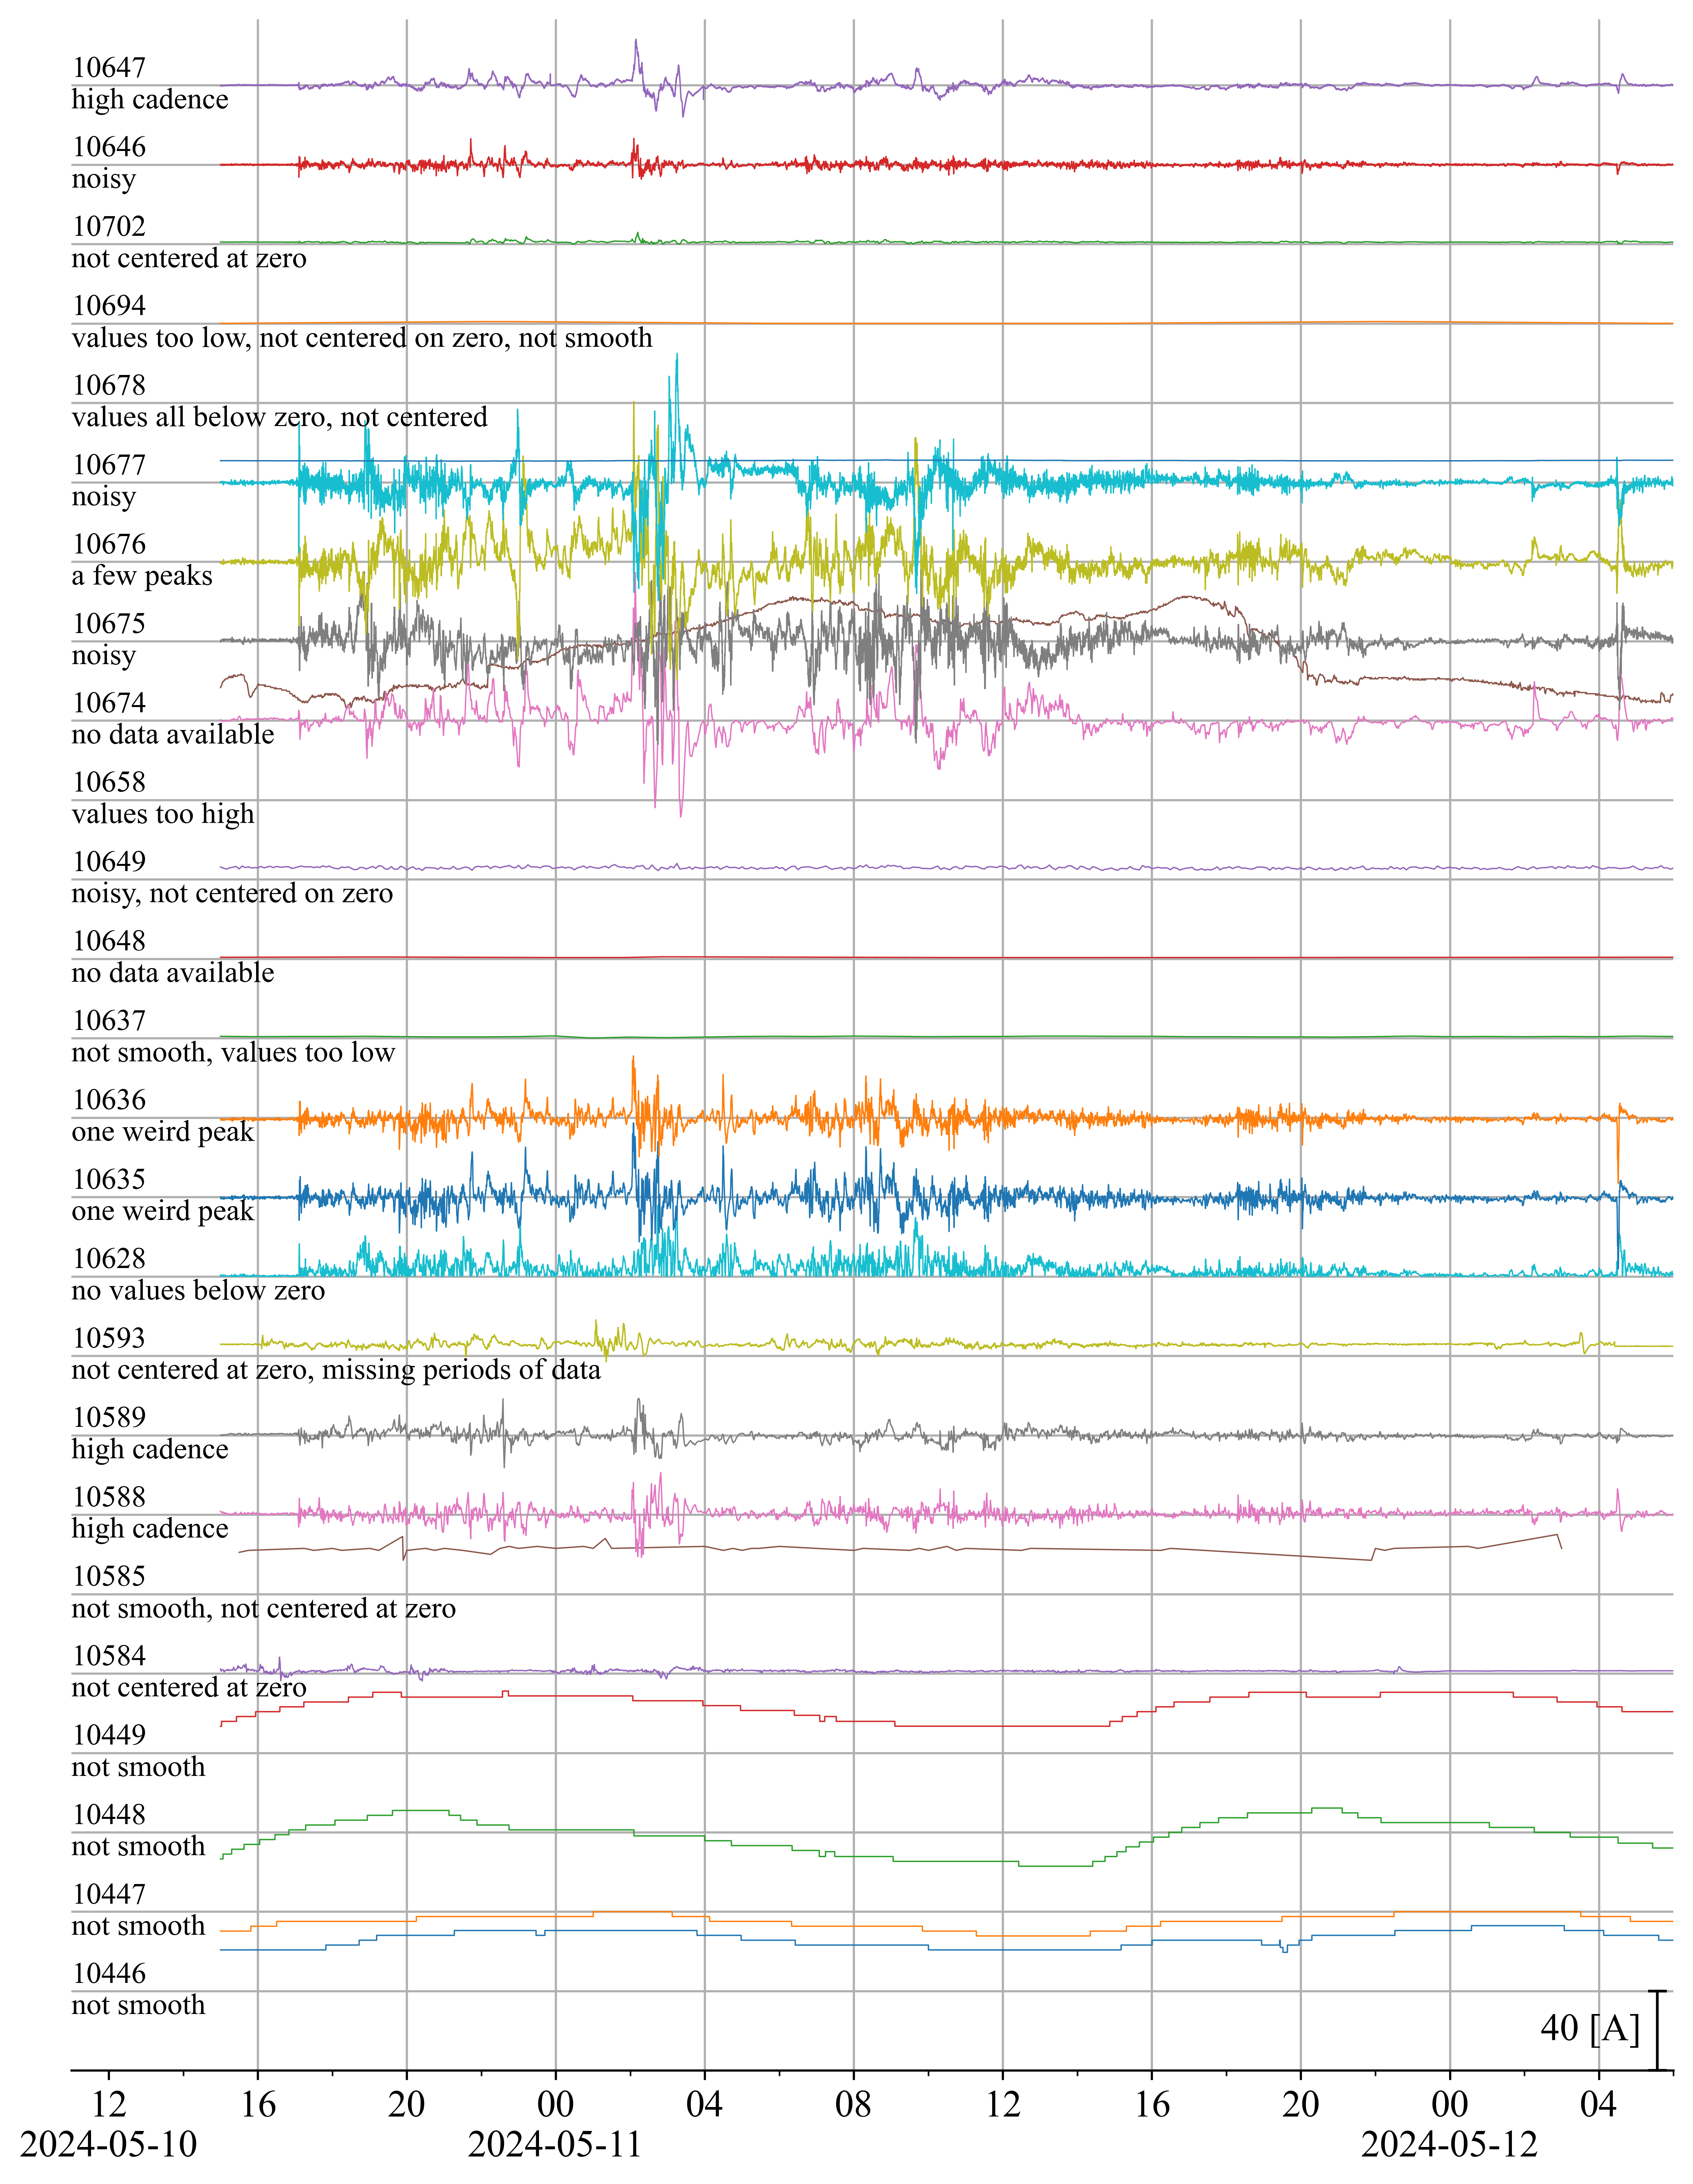 10647
high cadence
10646
noisy
10702
not centered at zero
10694
values too low, not centered on zero, not smooth
10678
values all below zero, not centered
10677
noisy
10676
a few peaks
10675
noisy
10674
no data available
10658
values too high
10649
noisy, not centered on zero
10648
no data available
10637
not smooth, values too low
10636
one weird peak
10635
one weird peak
10628
no values below zero
10593
not centered at zero, missing periods of data
10589
high cadence
10588
high cadence
10585
not smooth, not centered at zero
10584
not centered at zero
10449
not smooth
10448
not smooth
10447
not smooth
10446
not smooth
40 [A]
12 16 20 00 04 08 12 16 20 00 04
2024-05-10 2024-05-11 2024-05-12